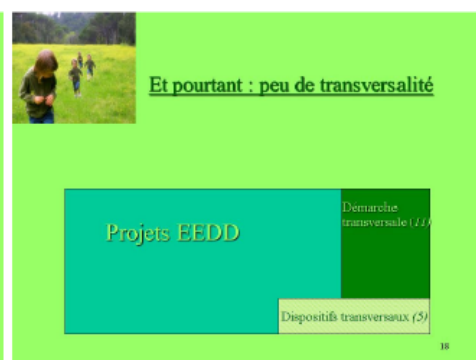 Et pourtant : peu de transversalité
Projets EEDD
Démarche
transversale (11)
Dispositifs transversaux (5)
18